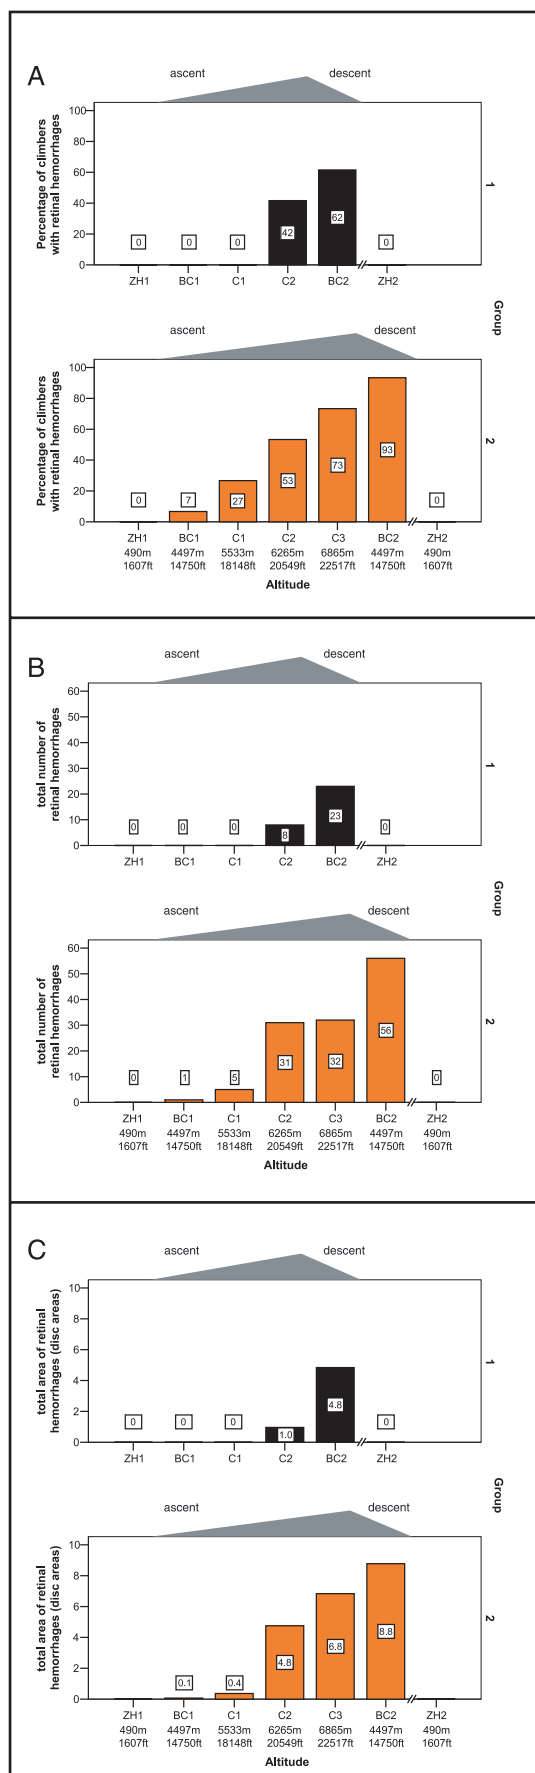 A
ascent descent
Percentage of climbers
with retinal hemorrhages
100
80
60
40
20
0
0 0 0 42 62 0
ZH1 BC1 C1 C2 BC2 ZH2
1
Group
ascent descent
Percentage of climbers
with retinal hemorrhages
100
80
60
40
20
0
0 7 27 53 73 93 0
2
ZH1 BC1 C1 C2 C3 BC2 ZH2
490m 4497m 5533m 6265m 6865m 4497m 490m
1607ft 14750ft 18148ft 20549ft 22517ft 14750ft 1607ft
Altitude
B
ascent descent
total number of
retinal hemorrhages
60
50
40
30
20
10
0
0 0 0 8 23 0
ZH1 BC1 C1 C2 BC2 ZH2
1
Group
ascent descent
total number of
retinal hemorrhages
60
50
40
30
20
10
0
0 1 5 31 32 56 0
2
ZH1 BC1 C1 C2 C3 BC2 ZH2
490m 4497m 5533m 6265m 6865m 4497m 490m
1607ft 14750ft 18148ft 20549ft 22517ft 14750ft 1607ft
Altitude
C
ascent descent
total area of retinal
hemorrhages (disc areas)
10
8
6
4
2
0
0 0 0 1.0 4.8 0
ZH1 BC1 C1 C2 BC2 ZH2
1
Group
ascent descent
total area of retinal
hemorrhages (disc areas)
10
8
6
4
2
0
0.1 0.4 4.8 6.8 8.8
2
ZH1 BC1 C1 C2 C3 BC2 ZH2
490m 4497m 5533m 6265m 6865m 4497m 490m
1607ft 14750ft 18148ft 20549ft 22517ft 14750ft 1607ft
Altitude